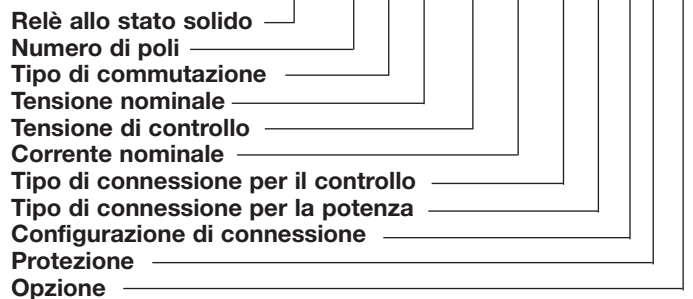 Relè allo stato solido
Numero di poli
Tipo di commutazione
Tensione nominale
Tensione di controllo
Corrente nominale
Tipo di connessione per il controllo
Tipo di connessione per la potenza
Configurazione di connessione
Protezione
Opzione